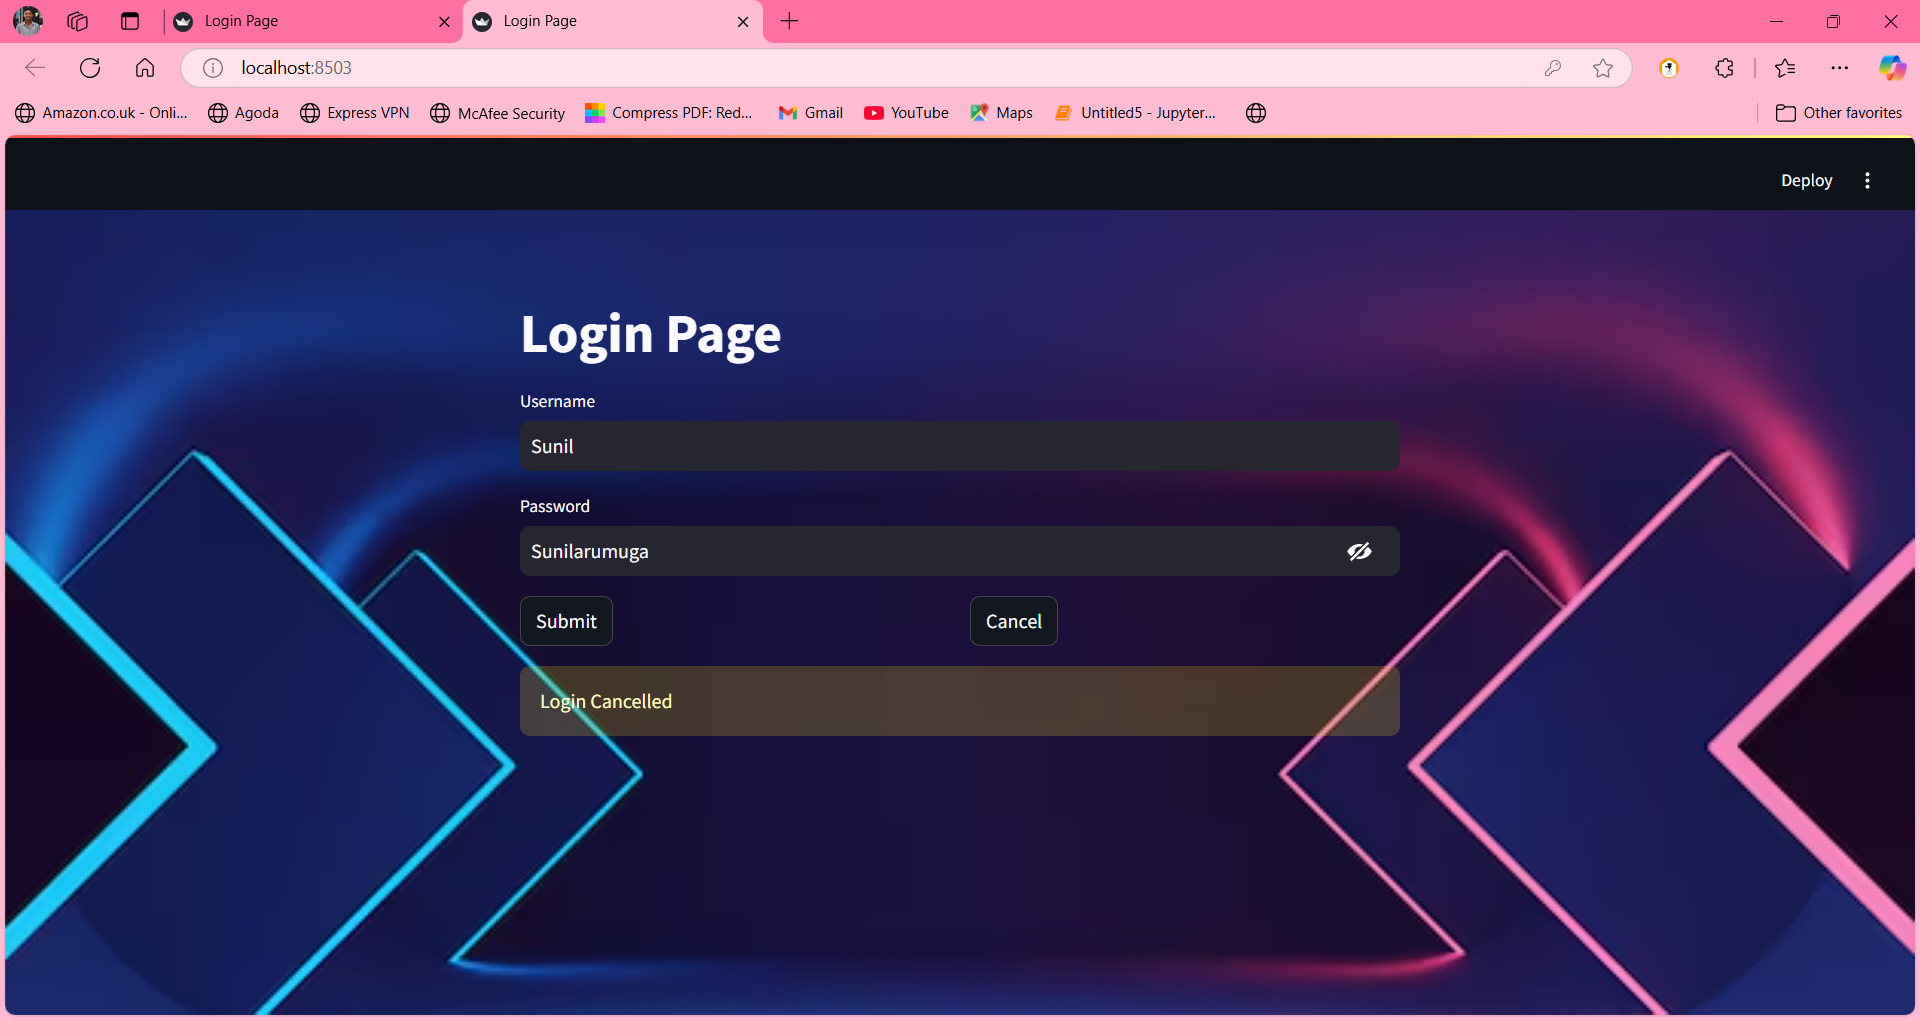 Login Page
Login Page
localhost:8503
Amazon.co.uk - Onli...
Agoda
Express VPN
McAfee Security
Compress PDF: Red...
Gmail
YouTube
Maps
Untitled5 - Jupyter...
Other favorites
Deploy
Login Page
Username
Sunil
Password
Sunilarumuga
Submit
Cancel
Login Cancelled